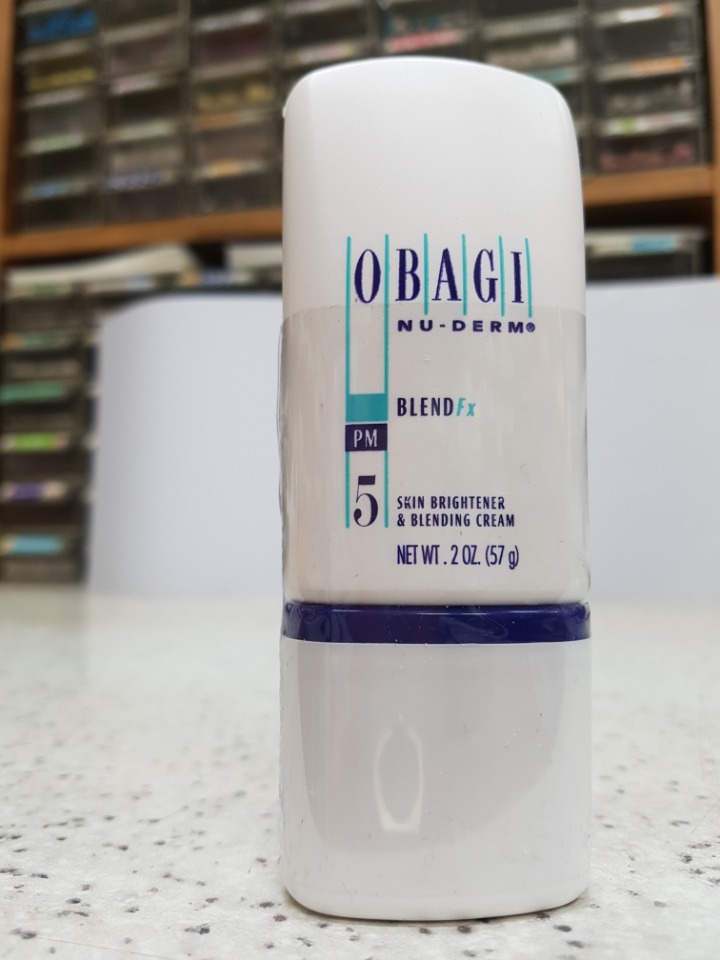 OBAGI
NU-DERM®
BLENDFx
PM
5
SKIN BRIGHTENER
& BLENDING CREAM
NET WT. 2 OZ. (57 g)